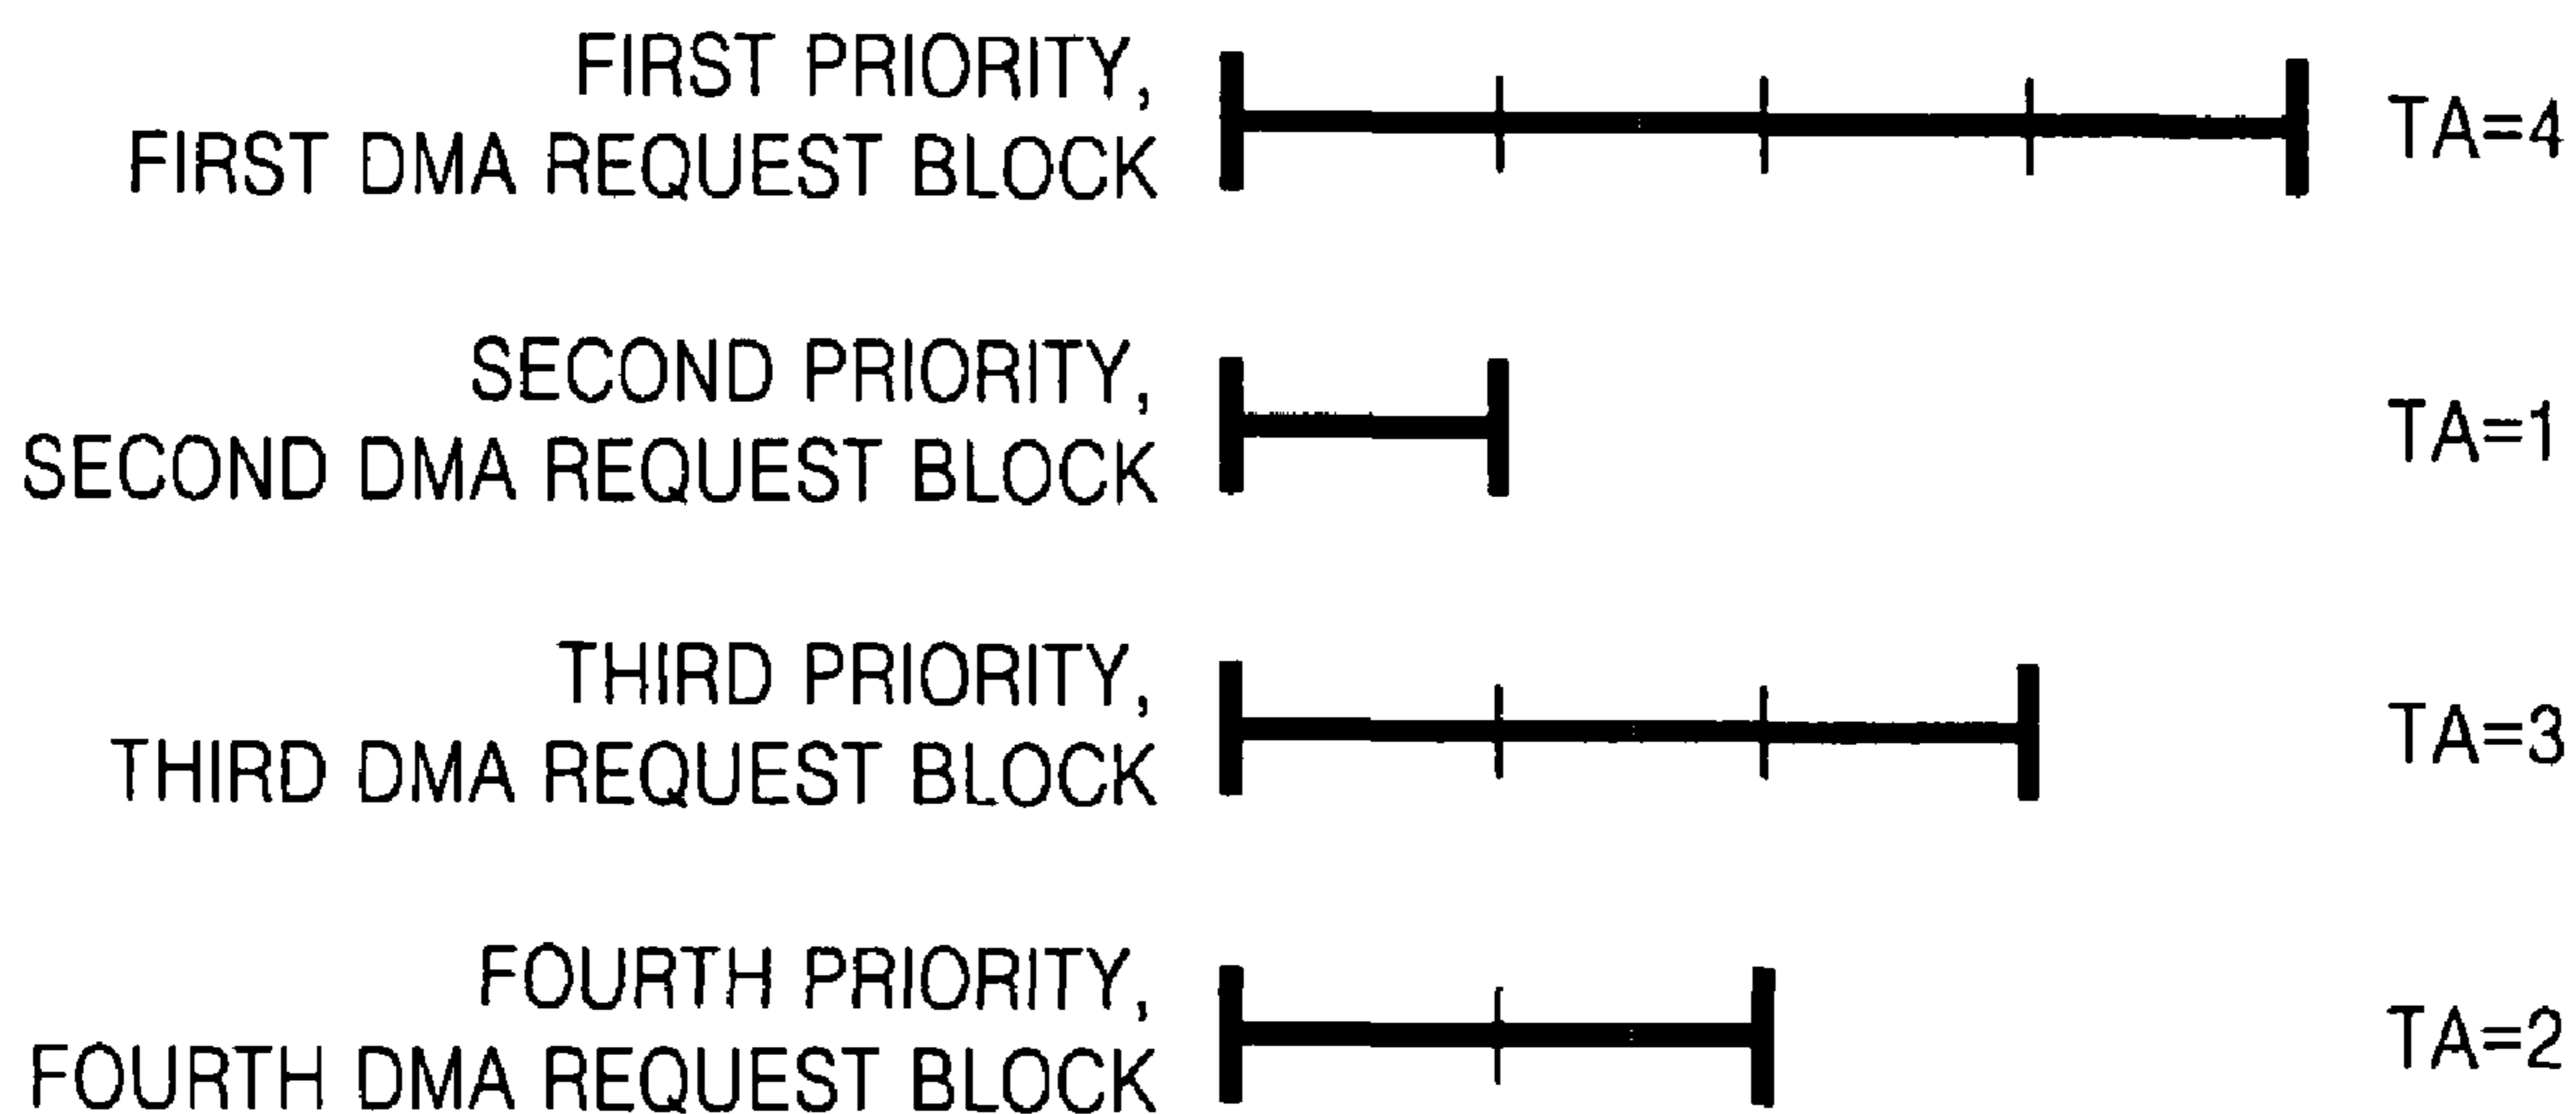 FIRST PRIORITY,
FIRST DMA REQUEST BLOCK
TA=4
SECOND PRIORITY,
SECOND DMA REQUEST BLOCK
TA=1
THIRD PRIORITY,
THIRD DMA REQUEST BLOCK
TA=3
FOURTH PRIORITY,
FOURTH DMA REQUEST BLOCK
TA=2